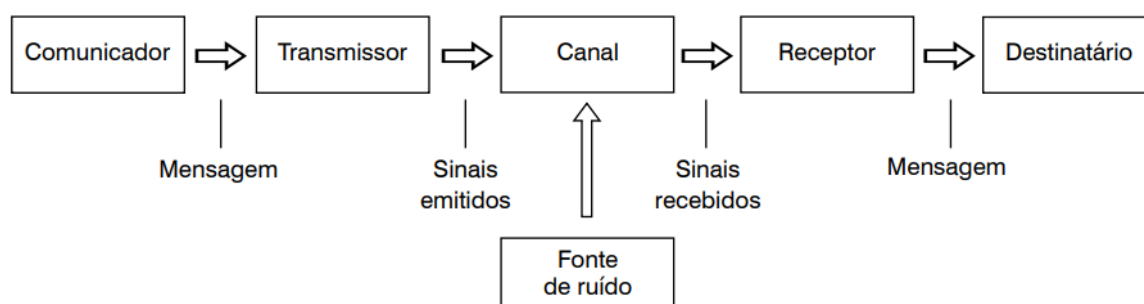 Comunicador
Transmissor
Canal
Receptor
Destinatário
Mensagem
Sinais
emitidos
Sinais
recebidos
Mensagem
Fonte
de ruído